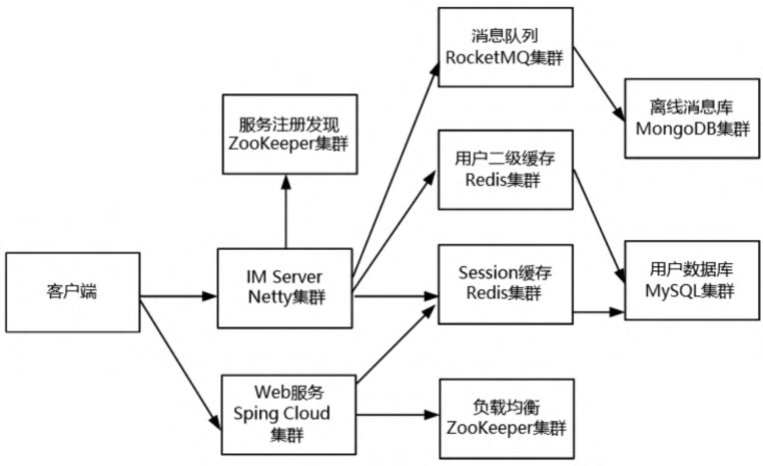 消息队列
RocketMQ集群
服务注册发现
ZooKeeper集群
离线消息库
MongoDB集群
用户二级缓存
Redis集群
客户端
IM Server
Netty集群
Session缓存
Redis集群
用户数据库
MySQL集群
Web服务
Sping Cloud
集群
负载均衡
ZooKeeper集群